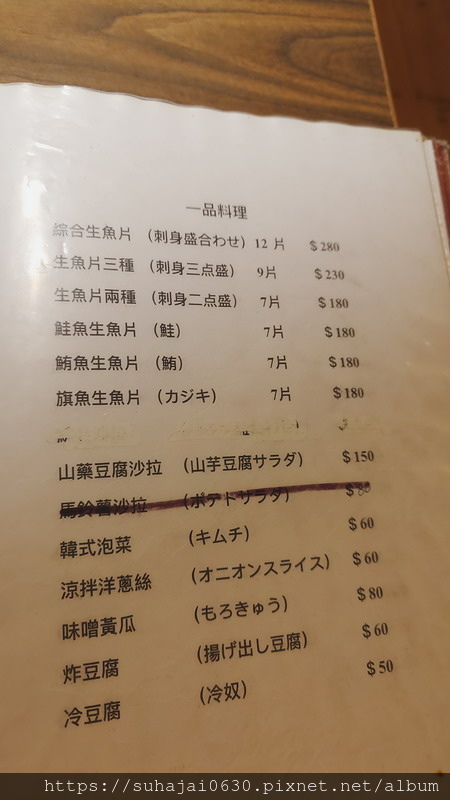 一品料理
綜合生魚片 (刺身盛合わせ) 12片 $280
生魚片三種 (刺身三点盛) 9片 $230
生魚片兩種 (刺身二点盛) 7片 $180
鮭魚生魚片 (鮭) 7片 $180
鮪魚生魚片 (鮪) 7片 $180
旗魚生魚片 (カジキ) 7片 $180
山藥豆腐沙拉 (山芋豆腐サラダ) $150
馬鈴薯沙拉 (ポテトサラダ) $80
韓式泡菜 (キムチ) $60
涼拌洋蔥絲 (オニオンスライス) $60
味噌黃瓜 (もろきゅう) $80
炸豆腐 (揚げ出し豆腐) $60
冷豆腐 (冷奴) $50
https://suhajai0630.pixnet.net/album